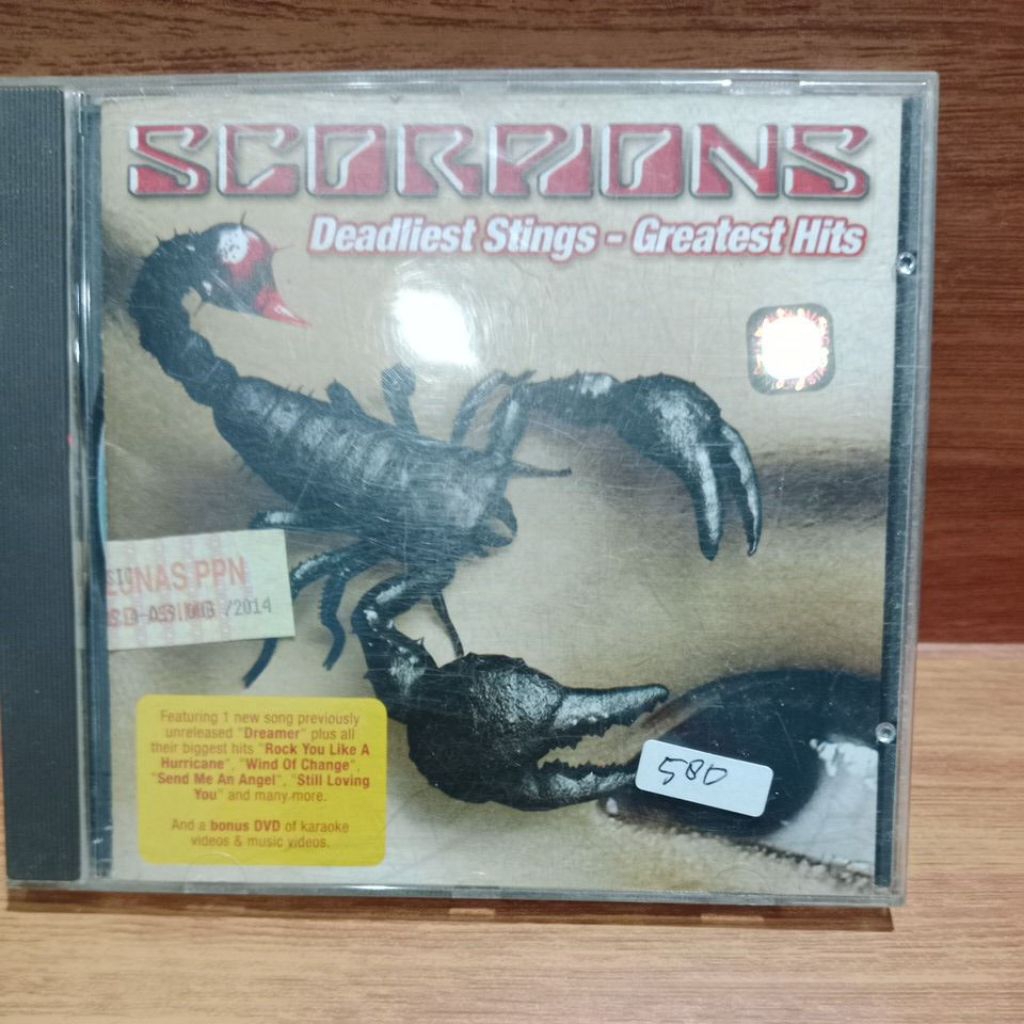 SCORPIONS
Deadliest Stings - Greatest Hits
LUNAS PPN
/2014
Featuring 1 new song previously
unreleased "Dreamer" plus all
their biggest hits "Rock You Like A
Hurricane", "Wind Of Change",
"Send Me An Angel", "Still Loving
You" and many more.
And a bonus DVD of karaoke
videos & music videos.
580